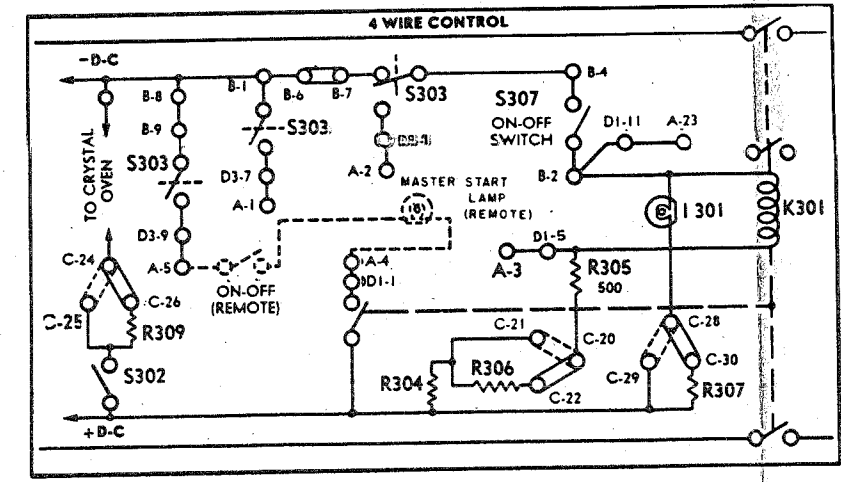 4 WIRE CONTROL
-D-C
B-8
B-1
B-6
B-7
S303
B-4
S307
ON-OFF
SWITCH
D1-11
A-23
B-9
S303
S303
TO CRYSTAL
OVEN
D3-7
A-2
B-2
A-1
MASTER START
LAMP
(REMOTE)
I 301
K301
D3-9
C-24
A-5
ON-OFF
(REMOTE)
A-4
D1-1
A-3
D1-5
R305
500
C-25
C-26
R309
C-21
C-20
C-28
S302
R304
R306
C-22
C-29
C-30
R307
+D-C